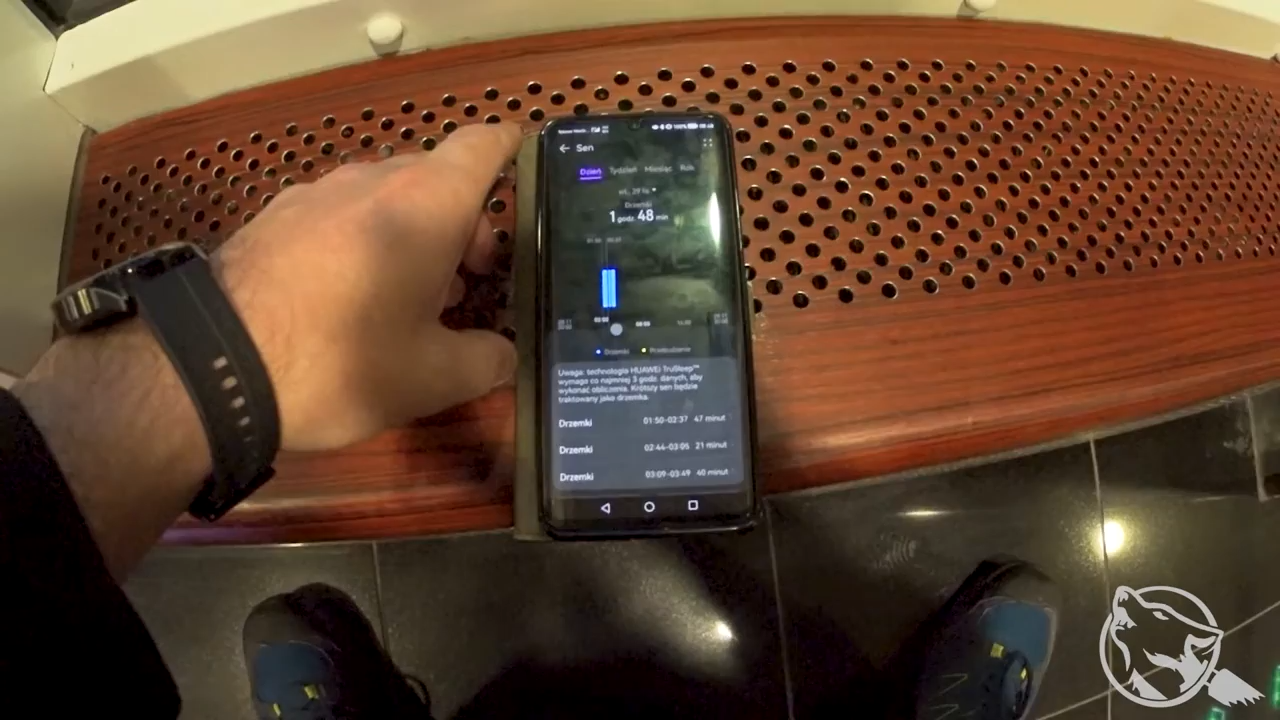 100%
Sen
Dzień Tydzień Miesiąc Rok
Drzemki
1 godz. 48 min
Drzemki Przebudzenie
Uwaga: technologia HUAWEI TruSleep™
wymaga co najmniej 3 godz. danych, aby
wykonać obliczenia. Krótszy sen będzie
traktowany jako drzemka.
Drzemki 01:50-02:37 47 minut
Drzemki 02:44-03:05 21 minut
Drzemki 03:09-03:49 40 minut